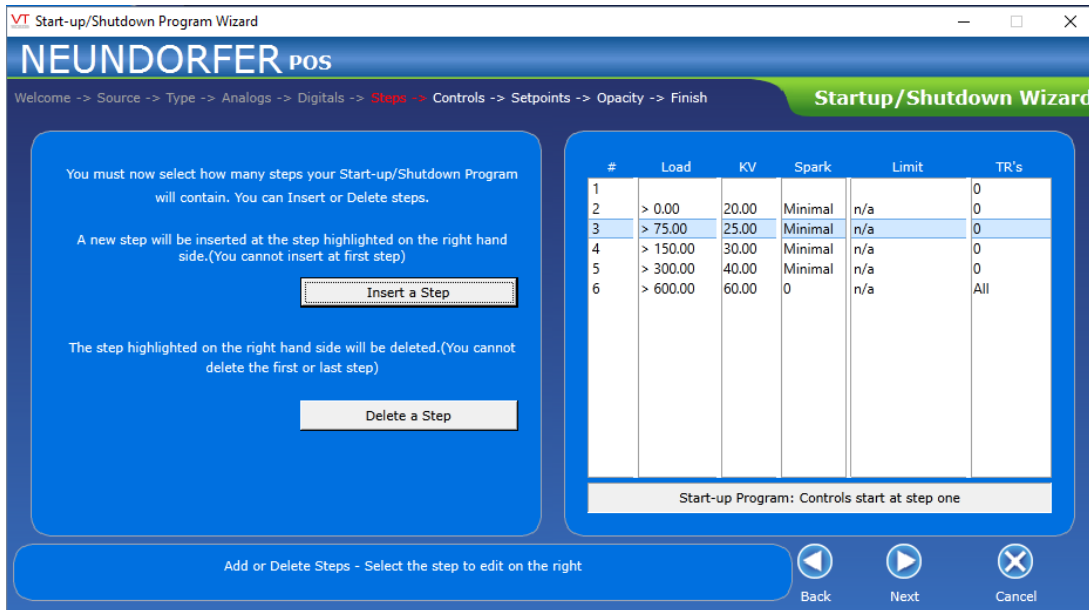 VT Start-up/Shutdown Program Wizard
NEUNDORFER POS
Welcome -> Source -> Type -> Analogs -> Digitals -> Steps -> Controls -> Setpoints -> Opacity -> Finish
Startup/Shutdown Wizard
You must now select how many steps your Start-up/Shutdown Program
will contain. You can Insert or Delete steps.
A new step will be inserted at the step highlighted on the right hand
side.(You cannot insert at first step)
Insert a Step
The step highlighted on the right hand side will be deleted.(You cannot
delete the first or last step)
Delete a Step
# Load KV Spark Limit TR's
1 0
2 > 0.00 20.00 Minimal n/a 0
3 > 75.00 25.00 Minimal n/a 0
4 > 150.00 30.00 Minimal n/a 0
5 > 300.00 40.00 Minimal n/a 0
6 > 600.00 60.00 0 n/a All
Start-up Program: Controls start at step one
Add or Delete Steps - Select the step to edit on the right
Back Next Cancel